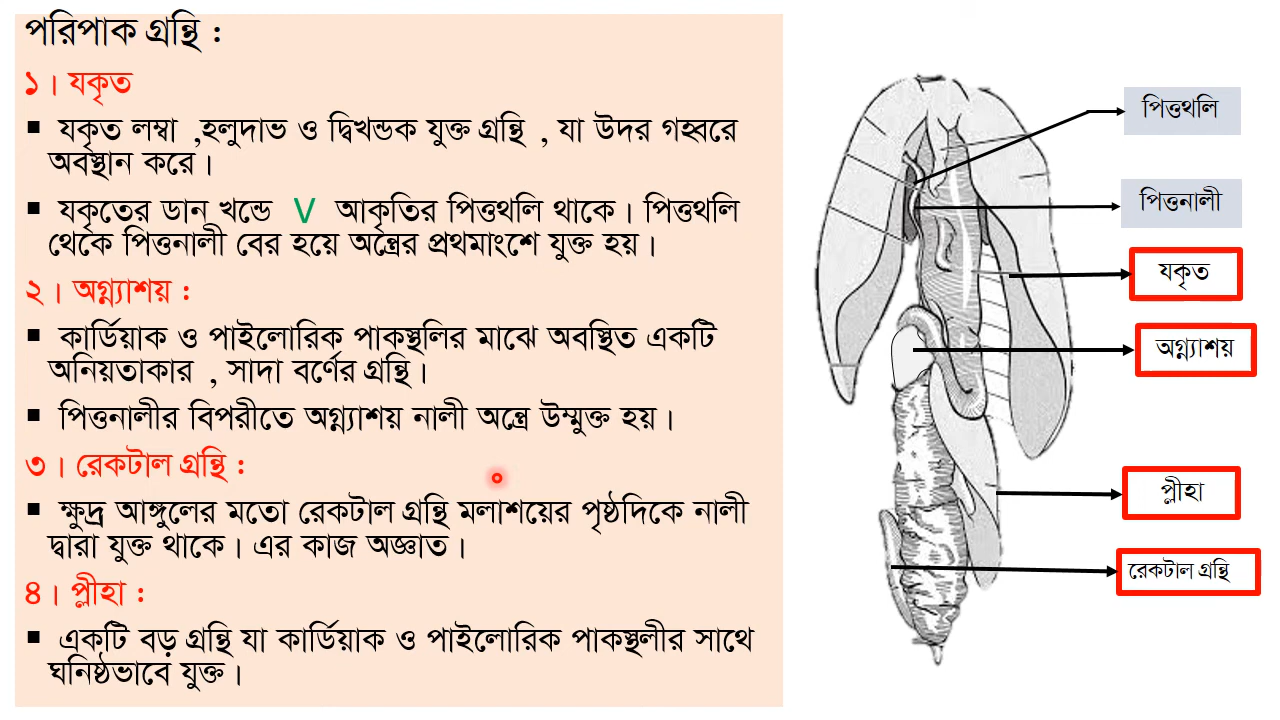 পরিপাক গ্রন্থি :
১। যকৃত
▪ যকৃত লম্বা ,হলুদাভ ও দ্বিখন্ডক যুক্ত গ্রন্থি , যা উদর গহ্বরে
অবস্থান করে।
▪ যকৃতের ডান খন্ডে V আকৃতির পিত্তথলি থাকে। পিত্তথলি
থেকে পিত্তনালী বের হয়ে অন্ত্রের প্রথমাংশে যুক্ত হয়।
২। অগ্ন্যাশয় :
▪ কার্ডিয়াক ও পাইলোরিক পাকস্থলির মাঝে অবস্থিত একটি
অনিয়তাকার , সাদা বর্ণের গ্রন্থি।
▪ পিত্তনালীর বিপরীতে অগ্ন্যাশয় নালী অন্ত্রে উম্মুক্ত হয়।
৩। রেকটাল গ্রন্থি :
▪ ক্ষুদ্র আঙ্গুলের মতো রেকটাল গ্রন্থি মলাশয়ের পৃষ্ঠদিকে নালী
দ্বারা যুক্ত থাকে। এর কাজ অজ্ঞাত।
৪। প্লীহা :
▪ একটি বড় গ্রন্থি যা কার্ডিয়াক ও পাইলোরিক পাকস্থলীর সাথে
ঘনিষ্ঠভাবে যুক্ত।
পিত্তথলি
পিত্তনালী
যকৃত
অগ্ন্যাশয়
প্লীহা
রেকটাল গ্রন্থি